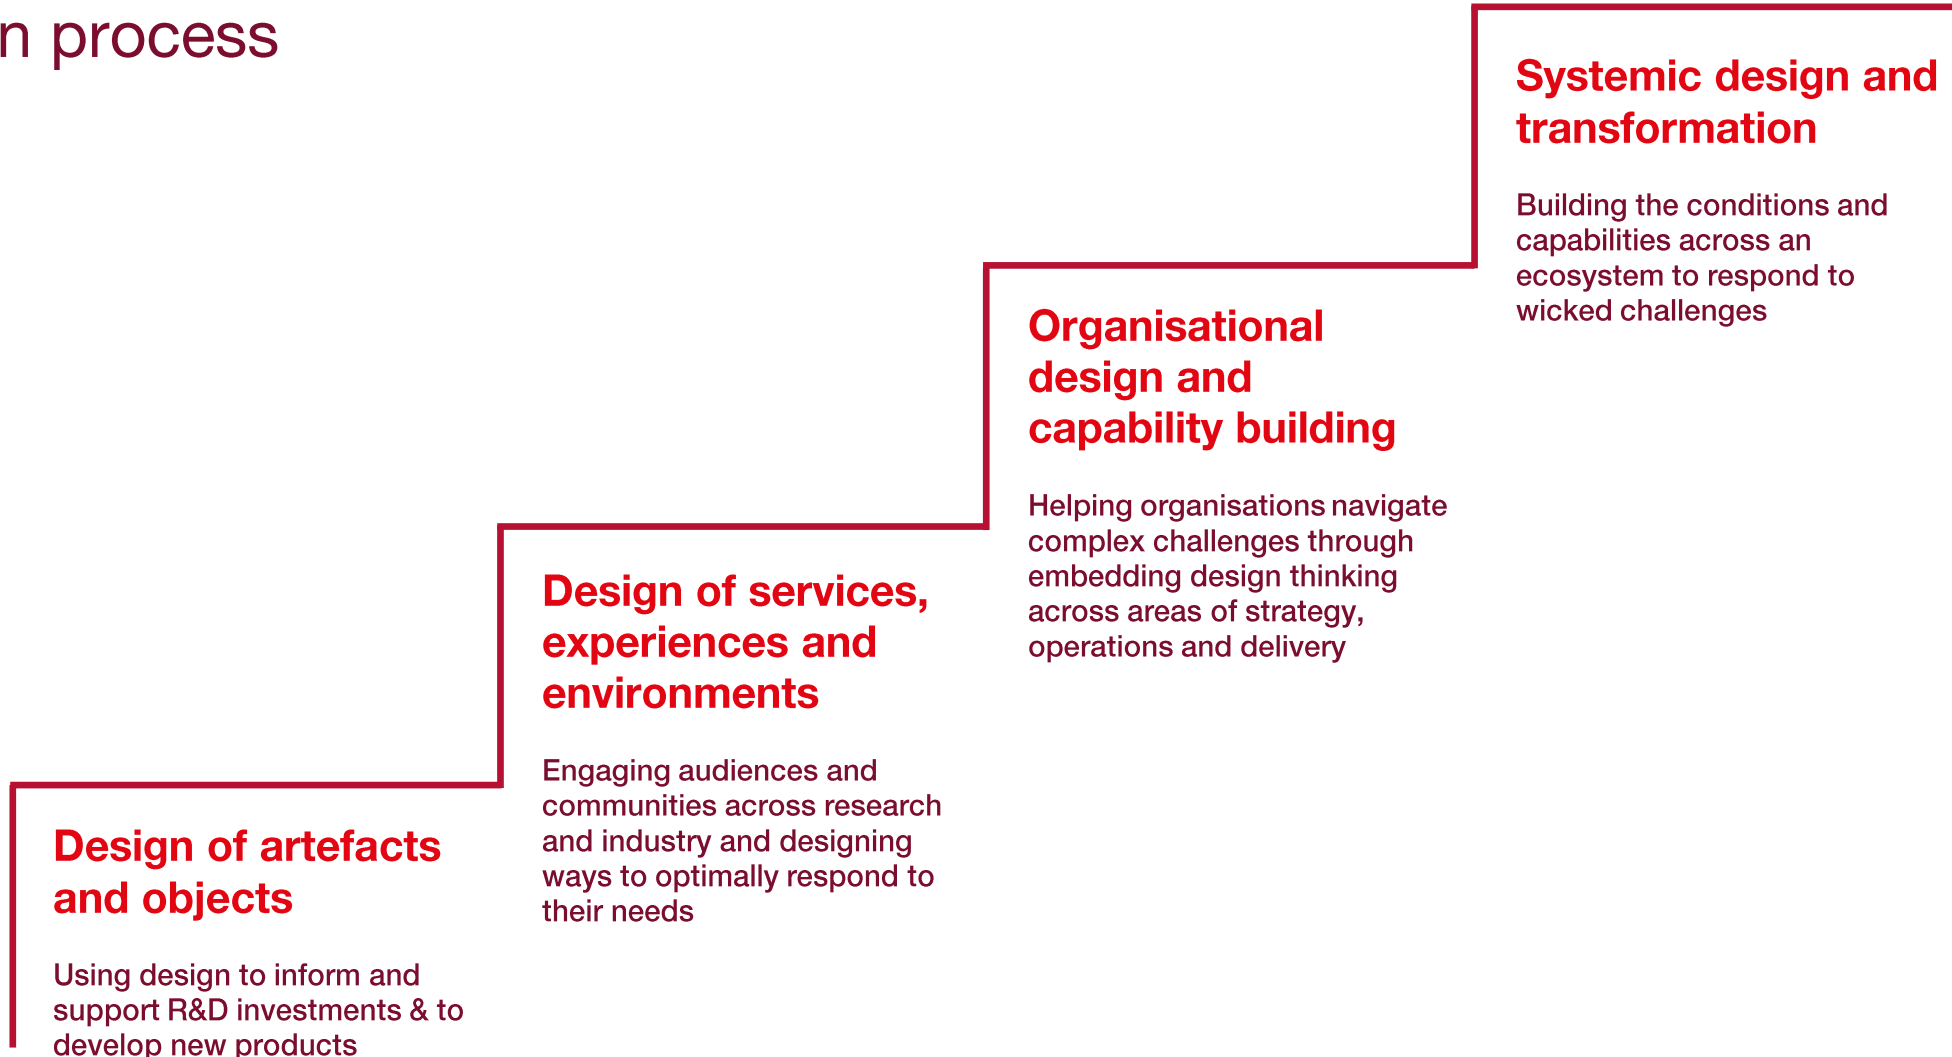 n process
Systemic design and
transformation
Building the conditions and
capabilities across an
ecosystem to respond to
wicked challenges
Organisational
design and
capability building
Helping organisations navigate
complex challenges through
embedding design thinking
across areas of strategy,
operations and delivery
Design of services,
experiences and
environments
Engaging audiences and
communities across research
and industry and designing
ways to optimally respond to
their needs
Design of artefacts
and objects
Using design to inform and
support R&D investments & to
develop new products